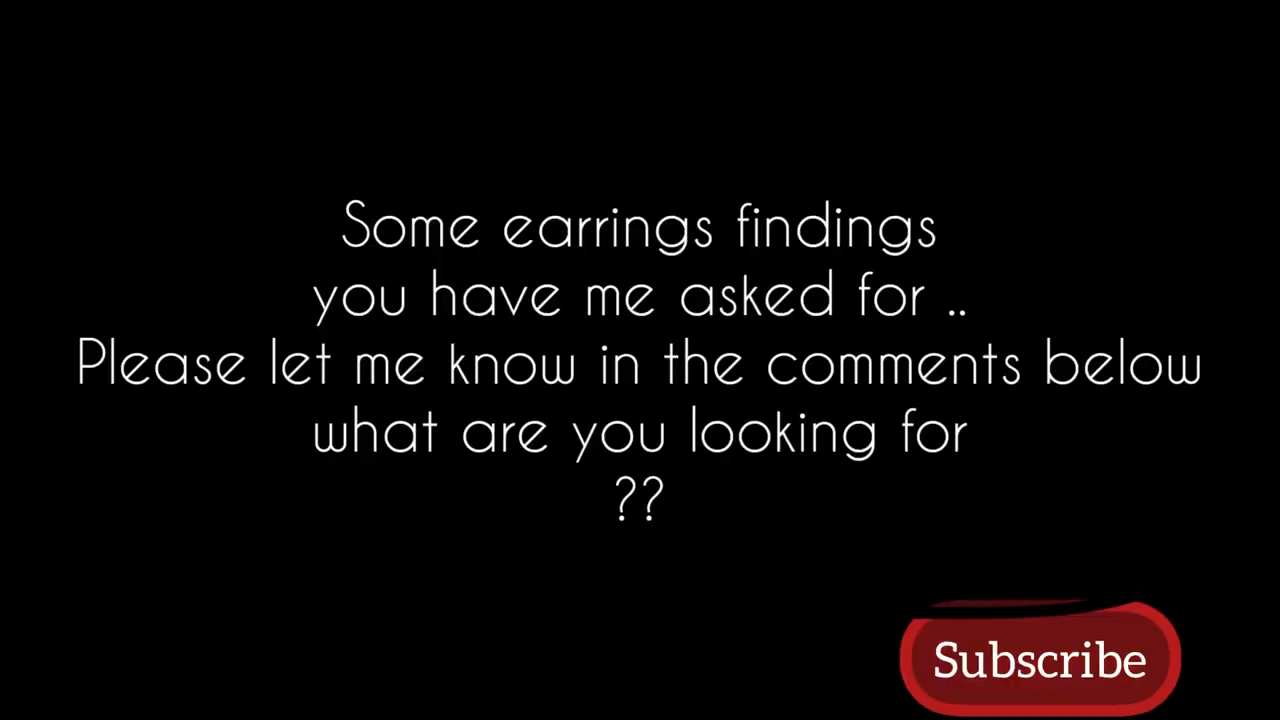 Some earrings findings
you have me asked for ..
Please let me know in the comments below
what are you looking for
??
Subscribe